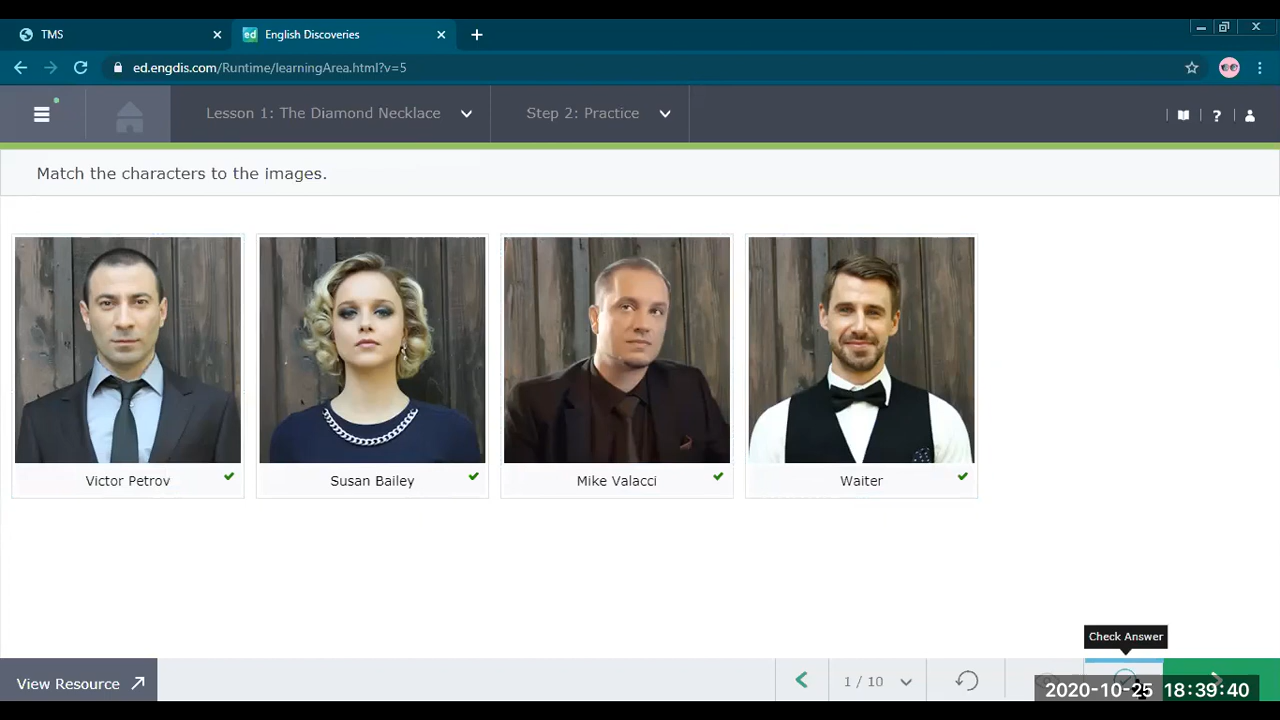 TMS
ed English Discoveries
ed.engdis.com/Runtime/learningArea.html?v=5
Lesson 1: The Diamond Necklace
Step 2: Practice
?
Match the characters to the images.
Victor Petrov
Susan Bailey
Mike Valacci
Waiter
Check Answer
View Resource
1 / 10
2020-10-25 18:39:40